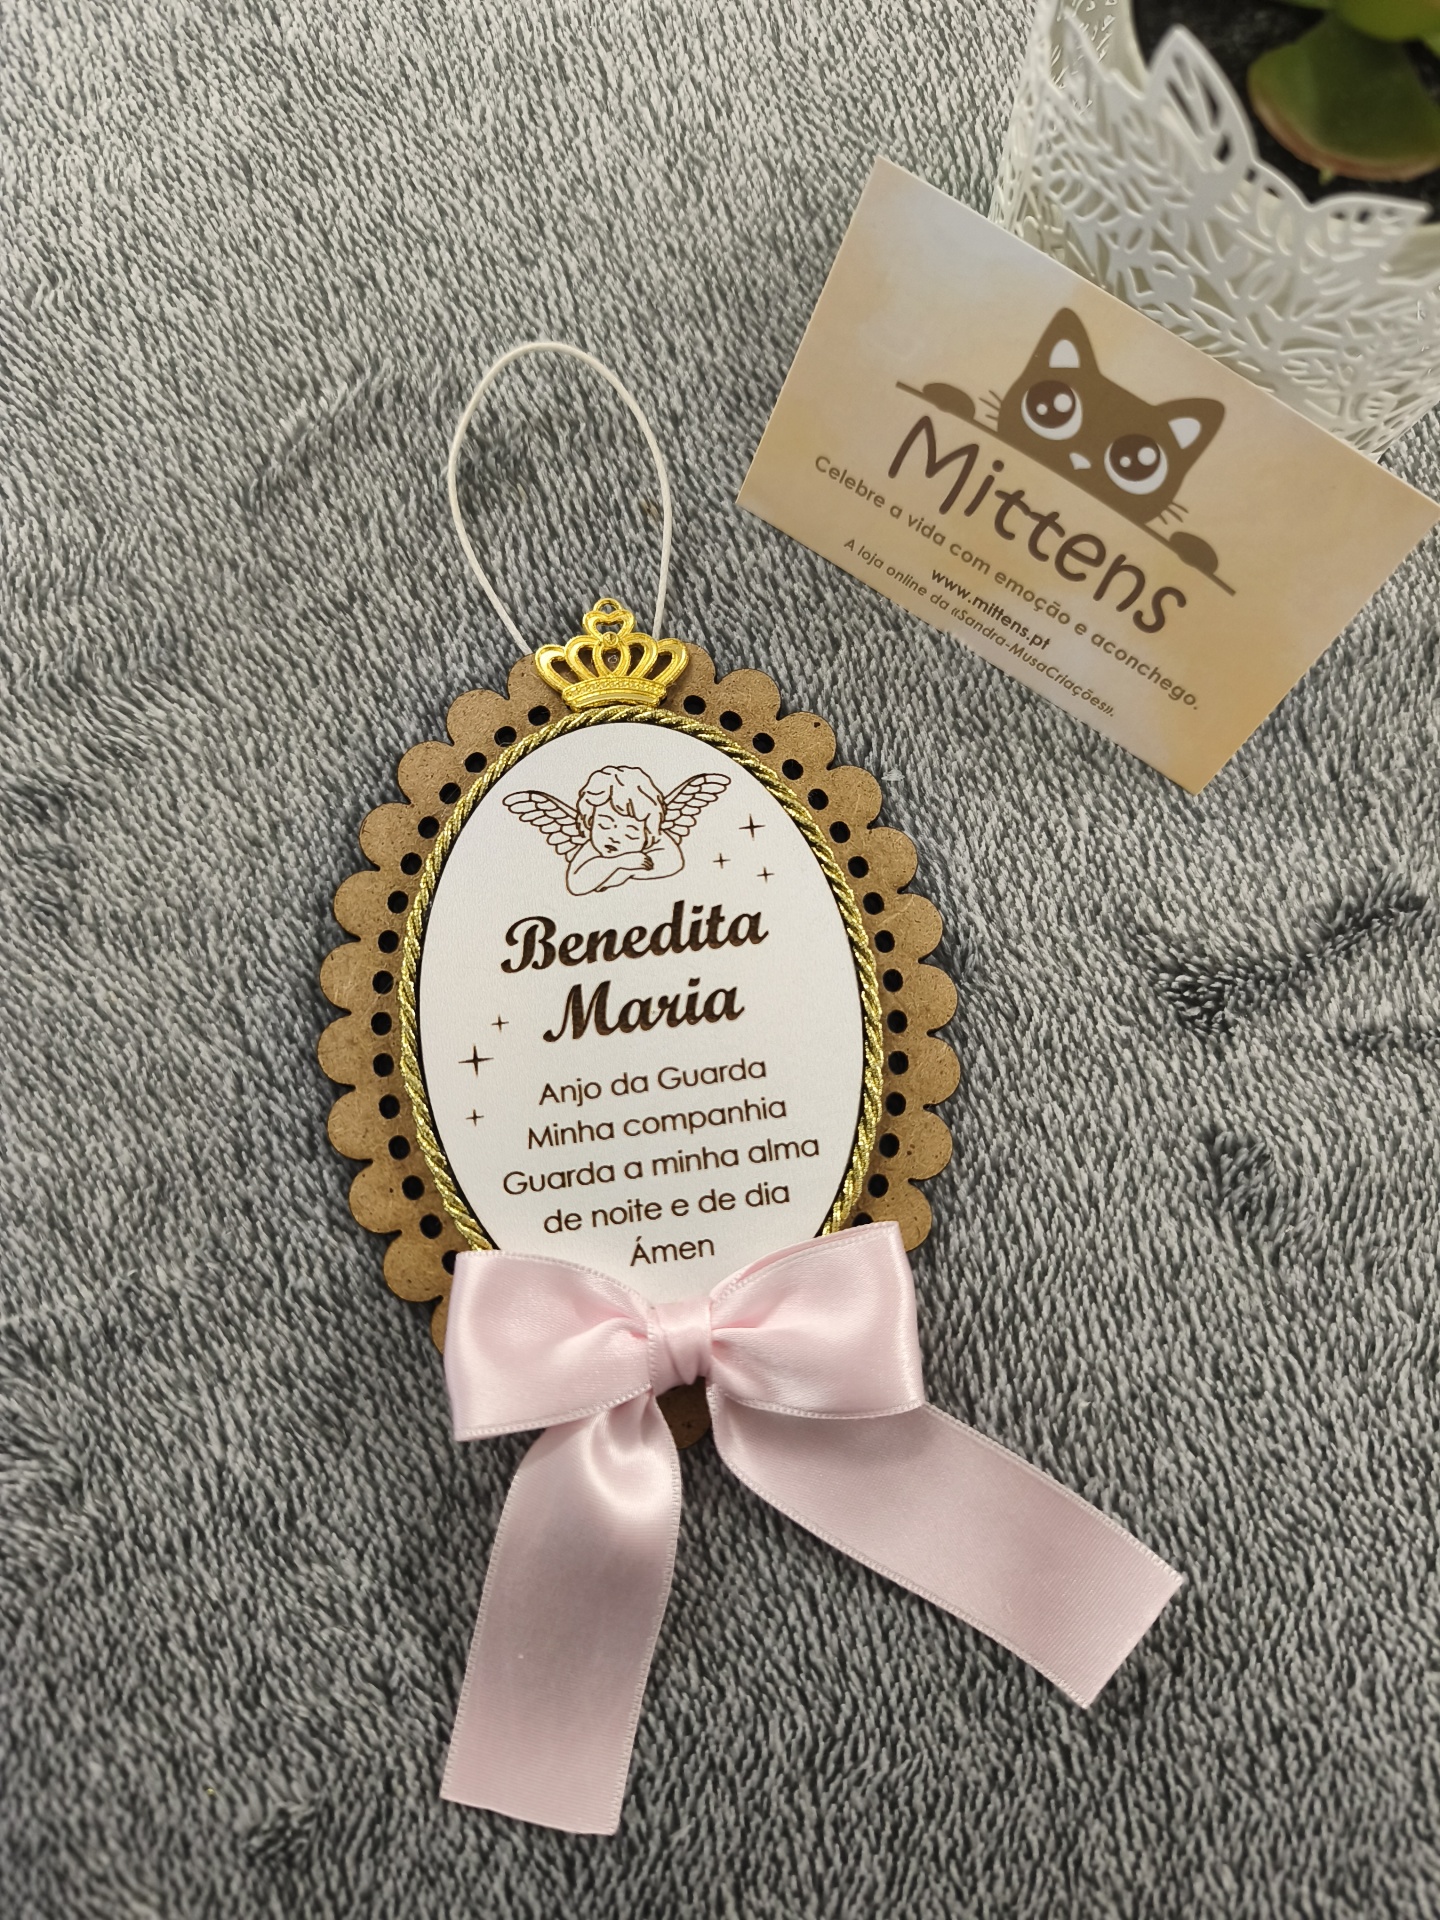 Mittens
Celebre a vida com emoção e aconchego.
www.mittens.pt
A loja online da «Sandra-MusaCriações».
Benedita
Maria
Anjo da Guarda
Minha companhia
Guarda a minha alma
de noite e de dia
Ámen